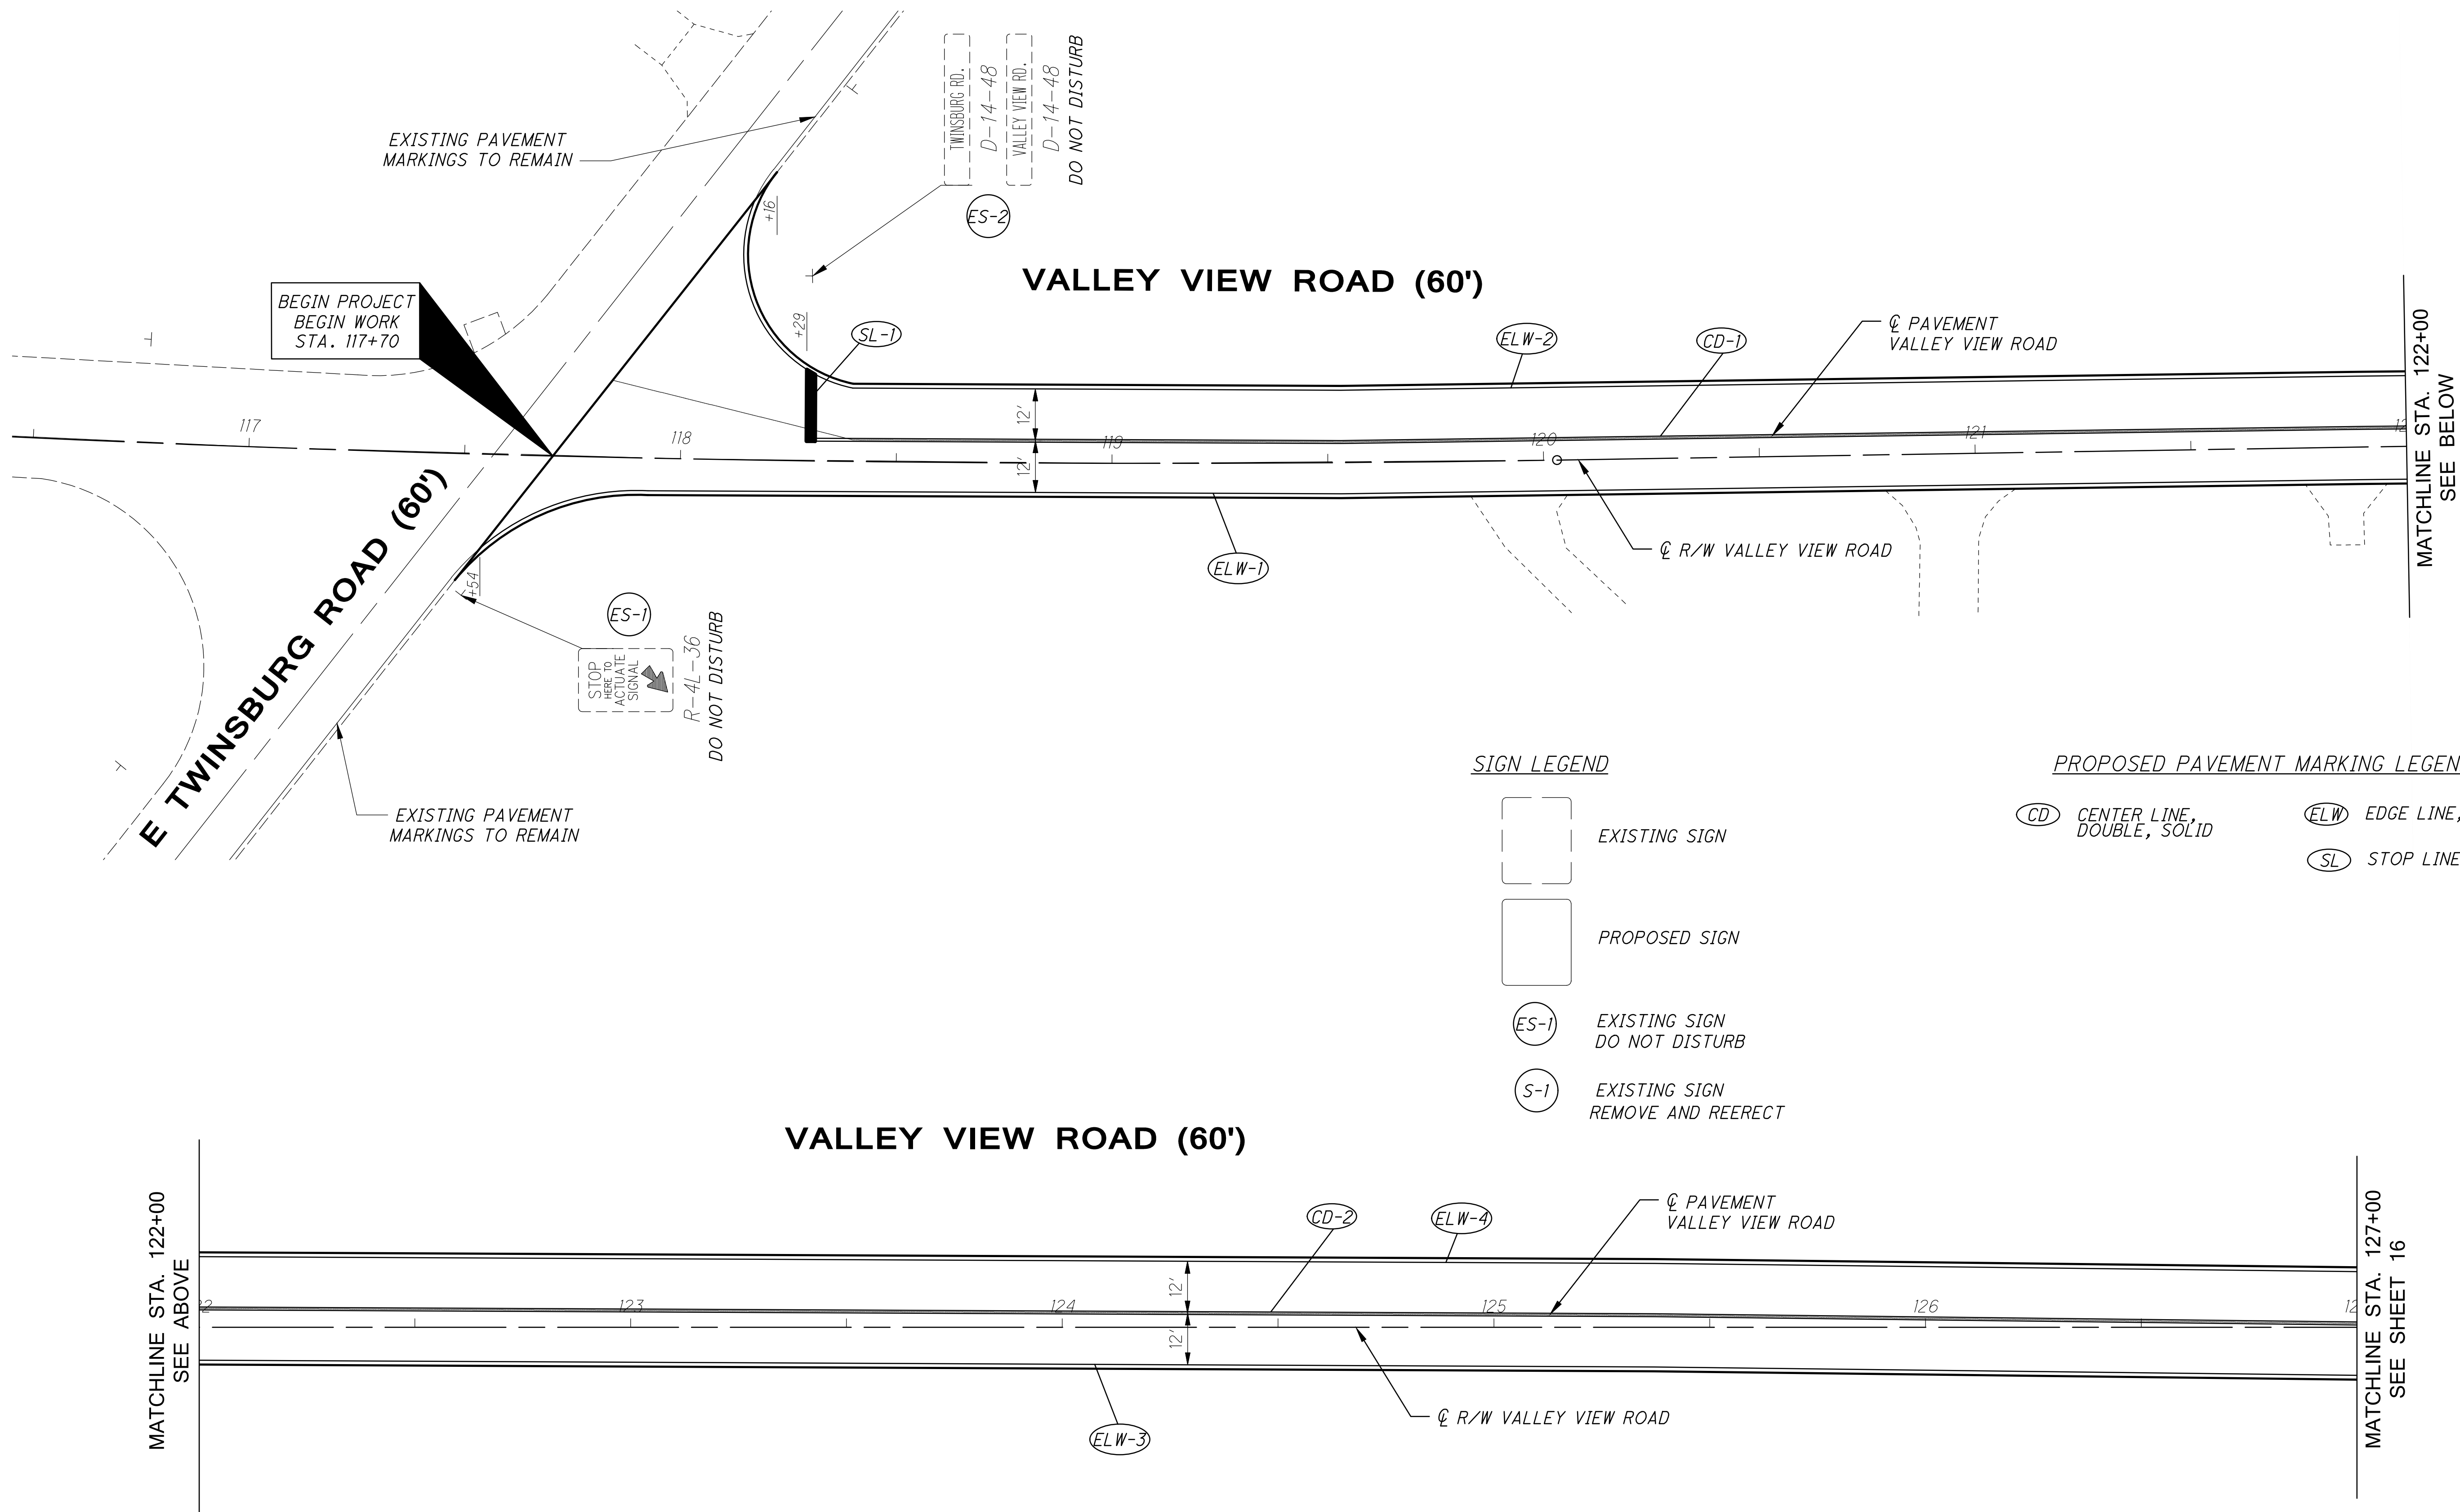 EXISTING PAVEMENT
MARKINGS TO REMAIN
TWINSBURG RD.
D-14-48
VALLEY VIEW RD.
D-14-48
DO NOT DISTURB
ES-2
+16
BEGIN PROJECT
BEGIN WORK
STA. 117+70
VALLEY VIEW ROAD (60')
+29
SL-1
ELW-2
CD-1
℄ PAVEMENT
VALLEY VIEW ROAD
MATCHLINE STA. 122+00
SEE BELOW
12'
12'
117
118
119
120
121
12
℄ R/W VALLEY VIEW ROAD
ELW-1
+54
ES-1
STOP
HERE TO
ACTUATE
SIGNAL
R-4L-36
DO NOT DISTURB
E TWINSBURG ROAD (60')
EXISTING PAVEMENT
MARKINGS TO REMAIN
SIGN LEGEND
EXISTING SIGN
PROPOSED SIGN
ES-1
EXISTING SIGN
DO NOT DISTURB
S-1
EXISTING SIGN
REMOVE AND REERECT
PROPOSED PAVEMENT MARKING LEGEN
CD
CENTER LINE,
DOUBLE, SOLID
ELW
EDGE LINE,
SL
STOP LINE
VALLEY VIEW ROAD (60')
MATCHLINE STA. 122+00
SEE ABOVE
CD-2
ELW-4
℄ PAVEMENT
VALLEY VIEW ROAD
12'
12'
22
123
124
125
126
12
℄ R/W VALLEY VIEW ROAD
ELW-3
MATCHLINE STA. 127+00
SEE SHEET 16